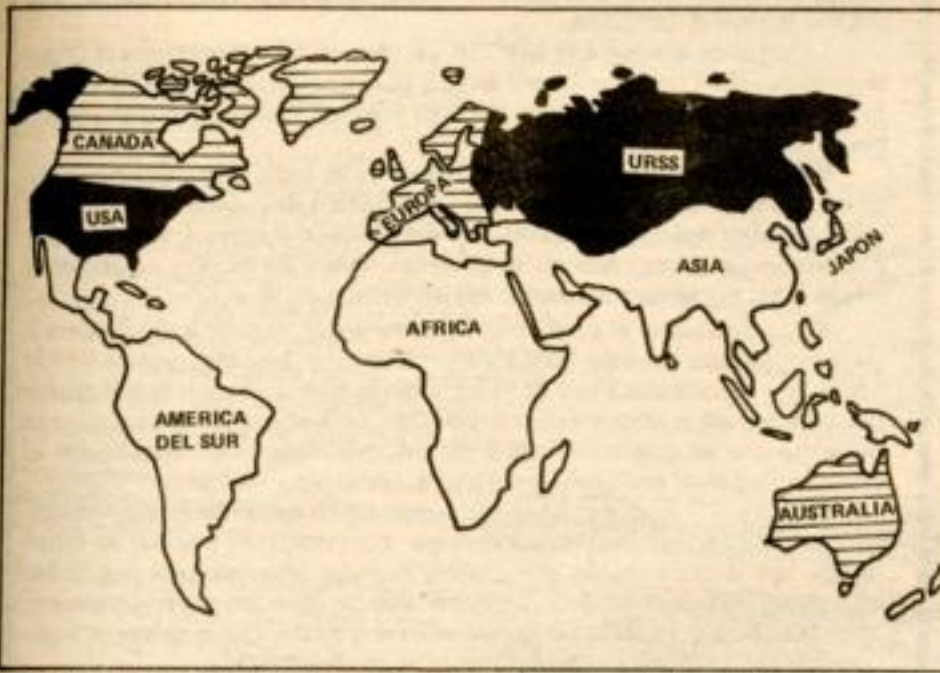 CANADA
USA
EUROPA
URSS
ASIA
JAPON
AFRICA
AMERICA
DEL SUR
AUSTRALIA